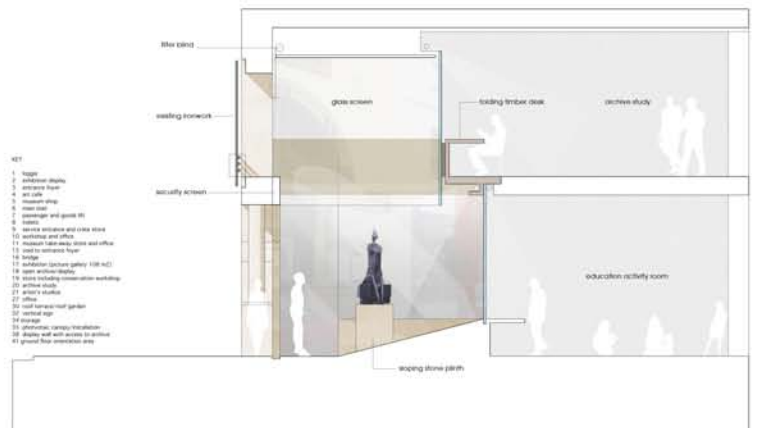 filter blind
glass screen
folding timber desk
archive study
existing ironwork
security screen
education activity room
sloping stone plinth
KEY
1 loggia
2 exhibition display
3 entrance foyer
4 art cafe
5 museum shop
6 main stair
7 passenger and goods lift
8 toilets
9 service entrance and crate store
10 workshop and office
11 museum take-away store and office
15 void to entrance foyer
16 bridge
17 exhibition (picture gallery 108 m2)
18 open archive/display
19 store including conservation workshop
20 archive study
21 artist's studios
27 office
30 roof terrace/roof garden
32 vertical sign
34 storage
35 photovoltaic canopy/installation
38 display wall with access to archive
41 ground floor orientation area